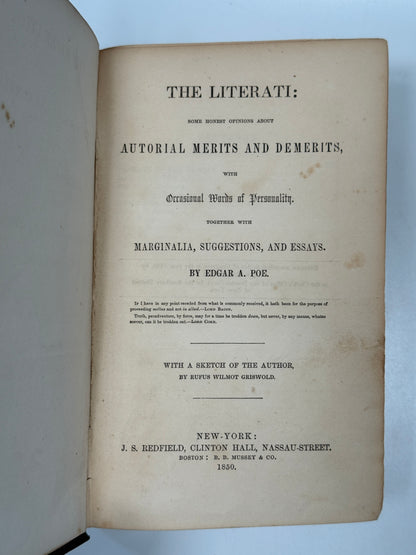 THE LITERATI:
SOME HONEST OPINIONS ABOUT
AUTORIAL MERITS AND DEMERITS,
WITH
Occasional Words of Personality.
TOGETHER WITH
MARGINALIA, SUGGESTIONS, AND ESSAYS.
BY EDGAR A. POE.
If I have in any point receded from what is commonly received, it hath been for the purpose of
proceeding melius and not in aliud.—LORD BACON.
Truth, peradventure, by force, may for a time be trodden down, but never, by any means, whatso
soever, can it be trodden out.—LORD COKE.
WITH A SKETCH OF THE AUTHOR,
BY RUFUS WILMOT GRISWOLD.
NEW-YORK:
J. S. REDFIELD, CLINTON HALL, NASSAU-STREET.
BOSTON: B. B. MUSSEY & CO.
1850.